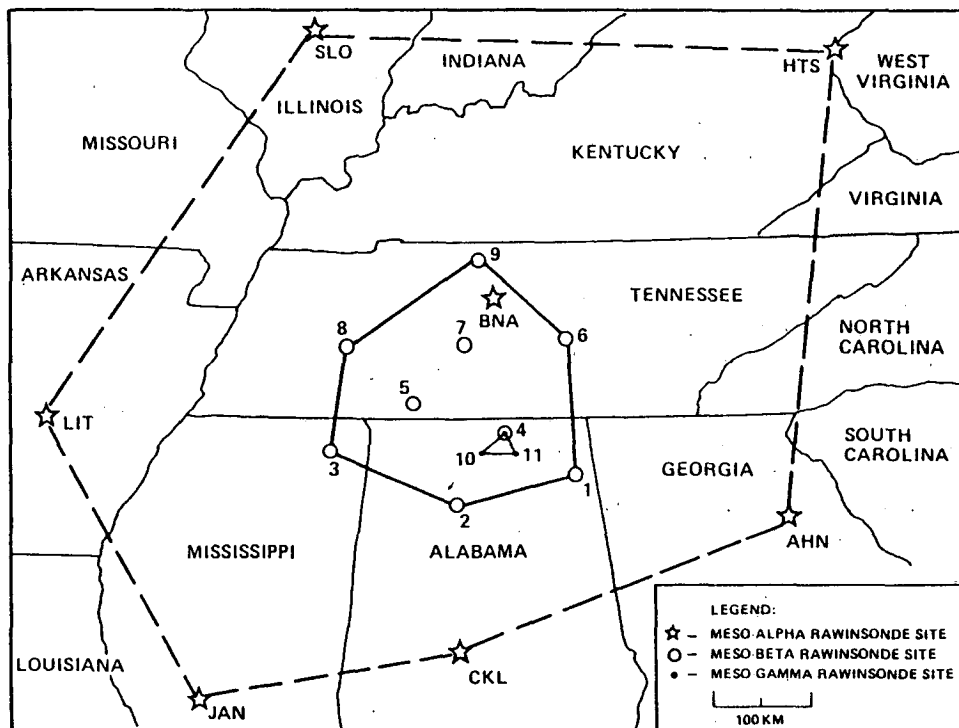 SLO
INDIANA
HTS
WEST
VIRGINIA
ILLINOIS
MISSOURI
KENTUCKY
VIRGINIA
ARKANSAS
9
TENNESSEE
BNA
8
7
6
NORTH
CAROLINA
5
LIT
4
SOUTH
CAROLINA
3
10
11
GEORGIA
1
2
AHN
MISSISSIPPI
ALABAMA
LEGEND:
☆ – MESO-ALPHA RAWINSONDE SITE
○ – MESO-BETA RAWINSONDE SITE
• – MESO-GAMMA RAWINSONDE SITE
LOUISIANA
CKL
JAN
100 KM